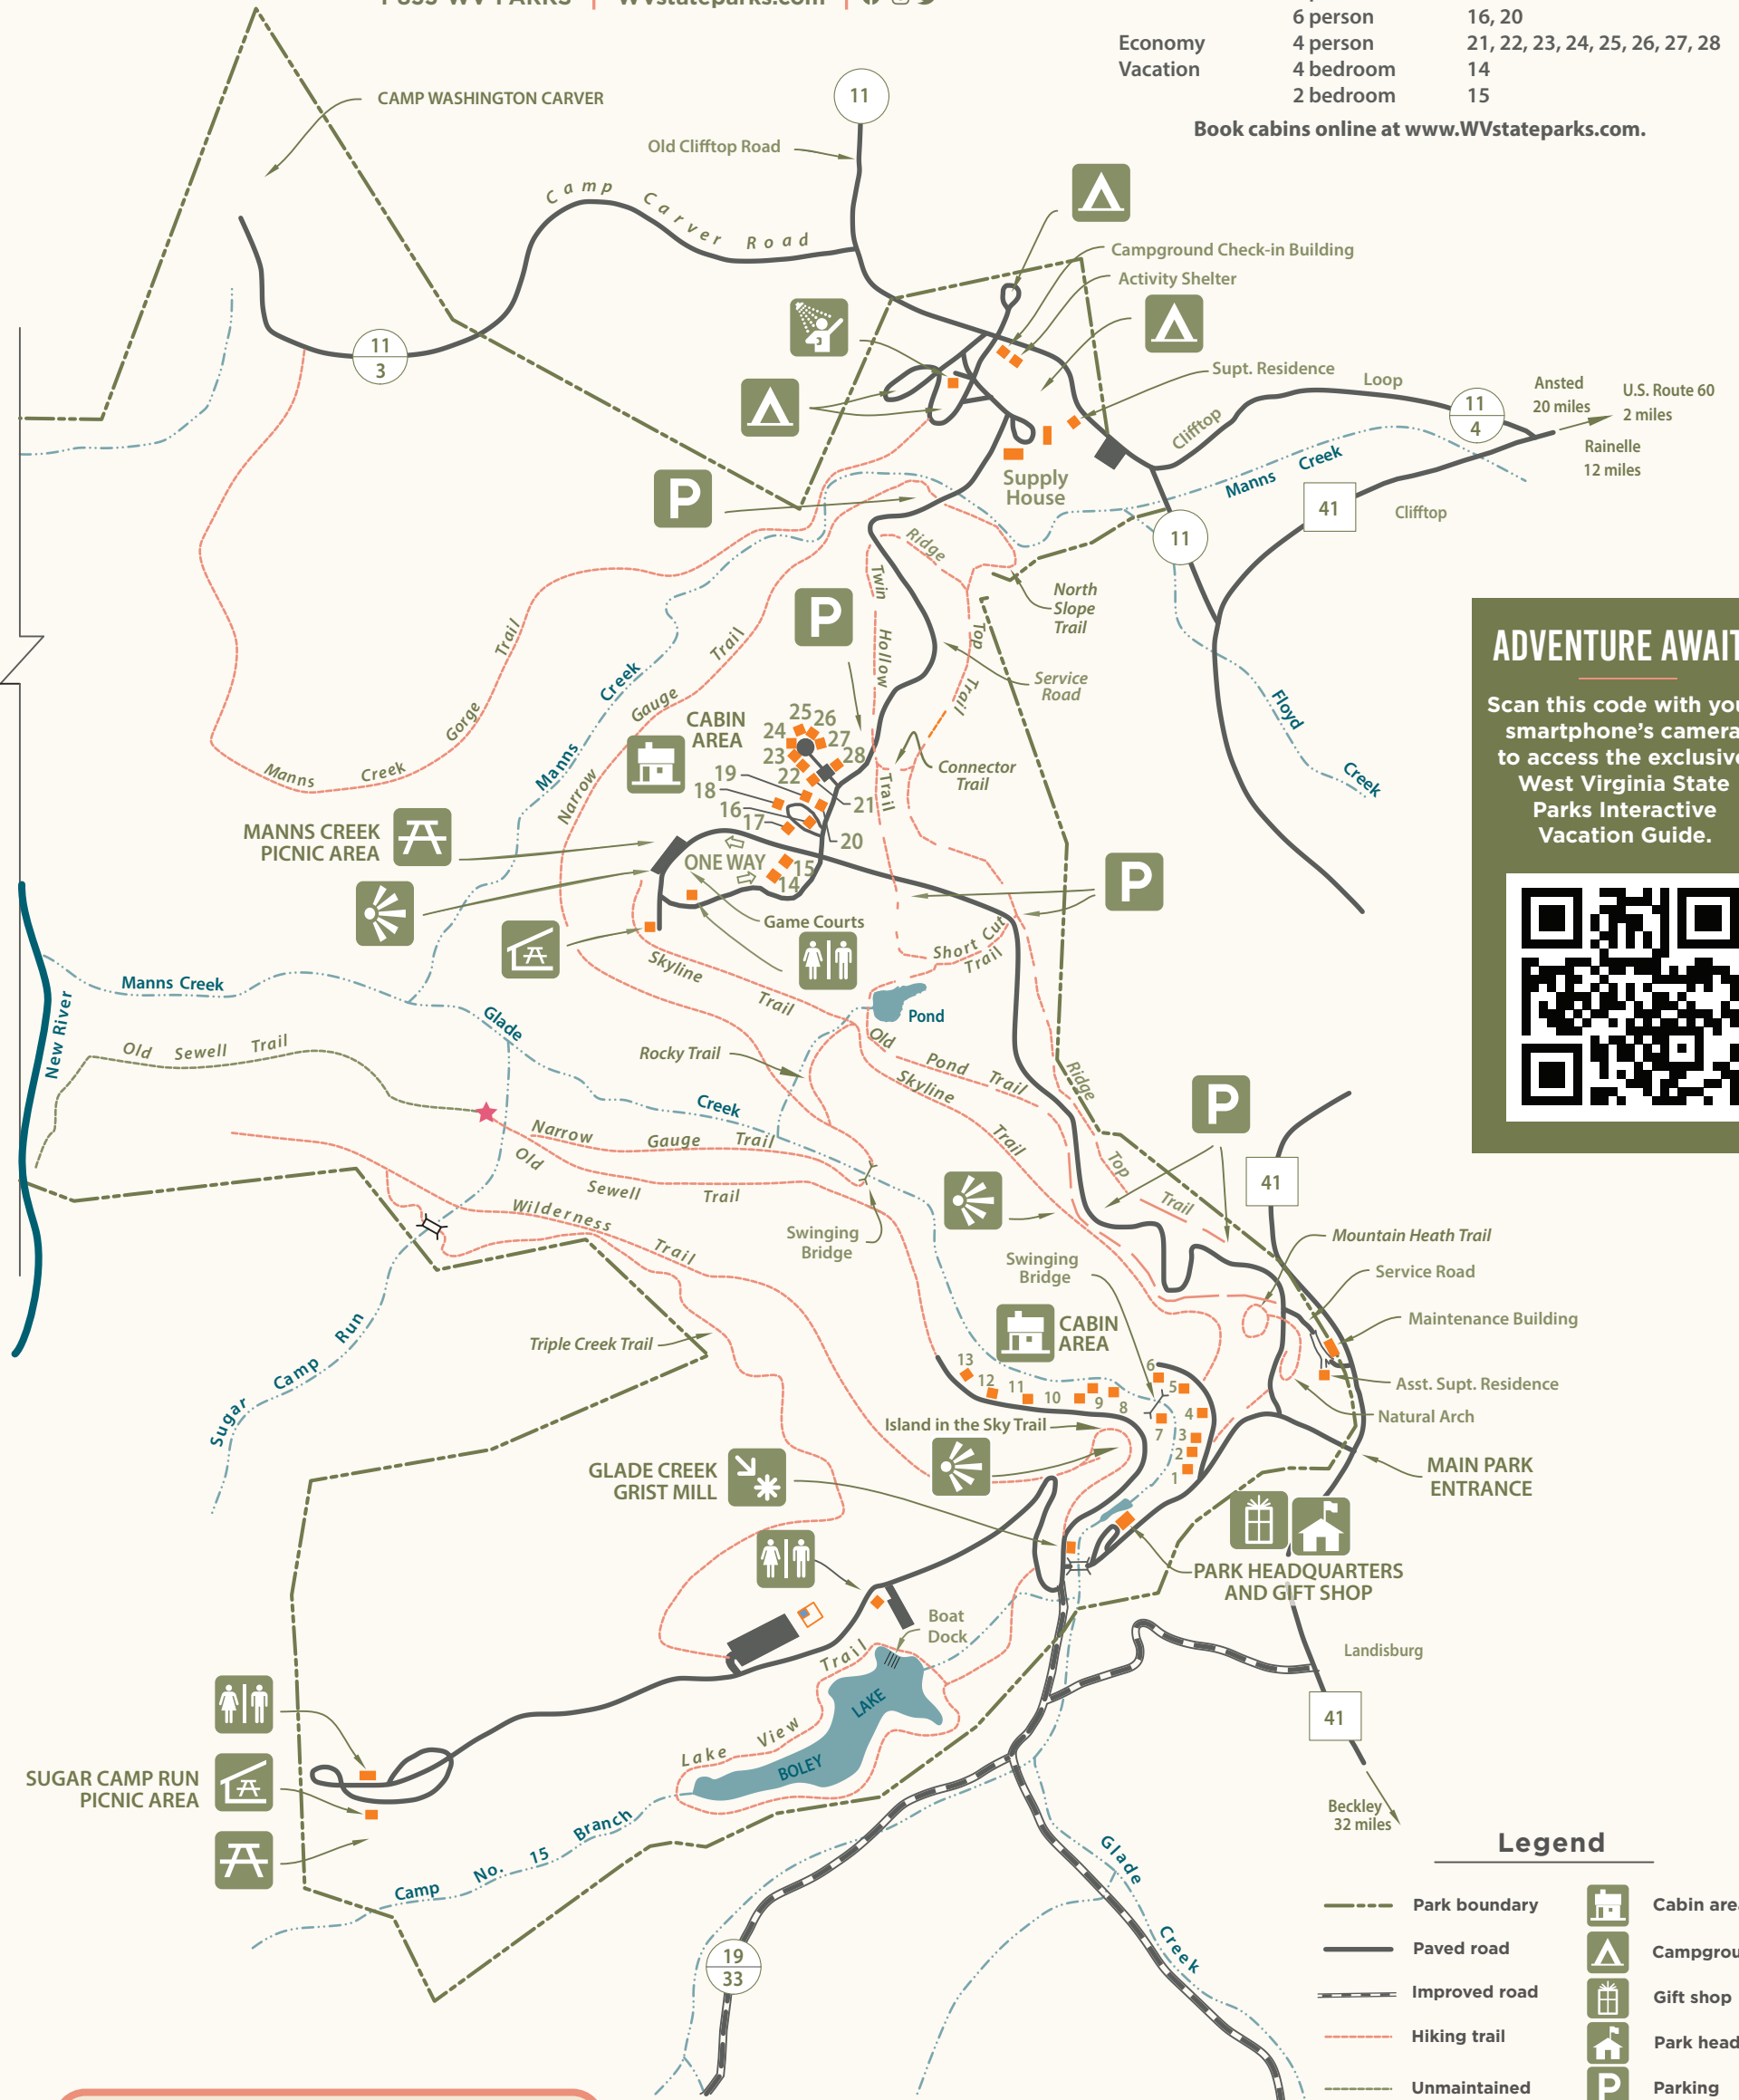 1-833-WV-PARKS | WVstateparks.com |
6 person 16, 20
Economy 4 person 21, 22, 23, 24, 25, 26, 27, 28
Vacation 4 bedroom 14
2 bedroom 15
Book cabins online at www.WVstateparks.com.
CAMP WASHINGTON CARVER
11
Old Clifftop Road
Camp Carver Road
Campground Check-in Building
Activity Shelter
11
3
Supt. Residence
Clifftop Loop
11
4
Ansted
20 miles
U.S. Route 60
2 miles
Rainelle
12 miles
Manns Creek
P
Supply
House
41
Clifftop
11
Ridge
Top
Trail
Twin
Hollow
Trail
North
Slope
Trail
P
Service
Road
Floyd
Creek
Manns
Creek
Narrow
Gauge
Trail
Manns
Creek
Gorge
Trail
CABIN
AREA
25
26
24
27
23
28
22
19
18
21
16
17
20
Connector
Trail
MANNS CREEK
PICNIC AREA
ONE WAY
15
14
P
Game Courts
Short Cut
Trail
Skyline
Trail
Pond
Manns Creek
New River
Glade
Creek
Old Sewell Trail
Rocky Trail
Old
Pond
Trail
Skyline
Trail
Ridge
Top
Trail
P
Narrow Gauge Trail
Old
Sewell
Trail
Wilderness
Trail
Swinging
Bridge
Swinging
Bridge
41
Mountain Heath Trail
Service Road
Maintenance Building
Asst. Supt. Residence
Natural Arch
Triple Creek Trail
Sugar
Camp
Run
CABIN
AREA
13
12
11
10
9
8
7
6
5
4
3
2
1
Island in the Sky Trail
GLADE CREEK
GRIST MILL
MAIN PARK
ENTRANCE
PARK HEADQUARTERS
AND GIFT SHOP
Boat
Dock
Landisburg
Lake View Trail
LAKE
BOLEY
41
SUGAR CAMP RUN
PICNIC AREA
Camp No. 15 Branch
Beckley
32 miles
Glade
Creek
19
33
ADVENTURE AWAIT
Scan this code with you
smartphone's camera
to access the exclusive
West Virginia State
Parks Interactive
Vacation Guide.
Legend
Park boundary
Paved road
Improved road
Hiking trail
Unmaintained
Cabin are
Campgrou
Gift shop
Park head
P Parking